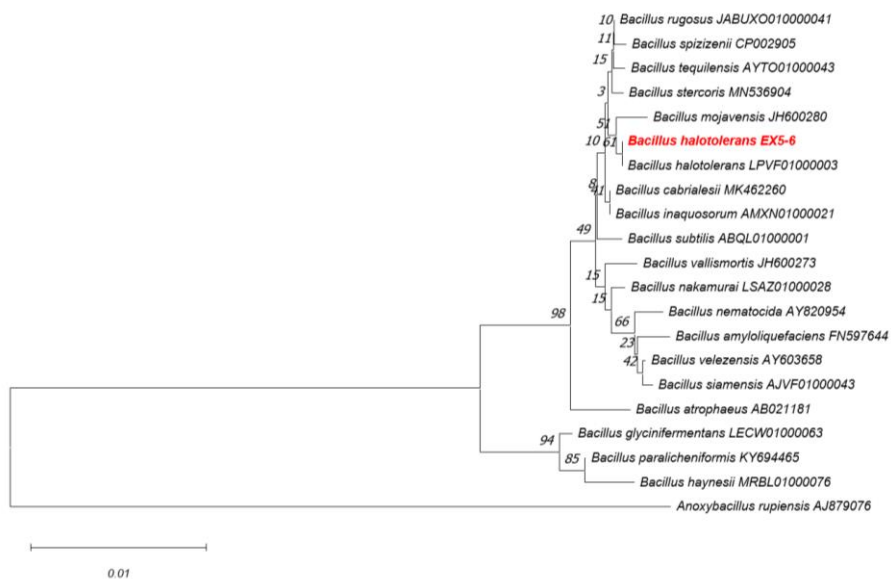 10
Bacillus rugosus JABUXO010000041
11
Bacillus spizizenii CP002905
15
Bacillus tequilensis AYTO01000043
3
Bacillus stercoris MN536904
51
Bacillus mojavensis JH600280
10
61
Bacillus halotolerans EX5-6
Bacillus halotolerans LPVF01000003
8
41
Bacillus cabrialesii MK462260
Bacillus inaquosorum AMXN01000021
49
Bacillus subtilis ABQL01000001
15
Bacillus vallismortis JH600273
15
Bacillus nakamurai LSAZ01000028
98
66
Bacillus nematocida AY820954
23
Bacillus amyloliquefaciens FN597644
42
Bacillus velezensis AY603658
Bacillus siamensis AJVF01000043
Bacillus atrophaeus AB021181
94
Bacillus glycinifermentans LECW01000063
85
Bacillus paralicheniformis KY694465
Bacillus haynesii MRBL01000076
Anoxybacillus rupiensis AJ879076
0.01